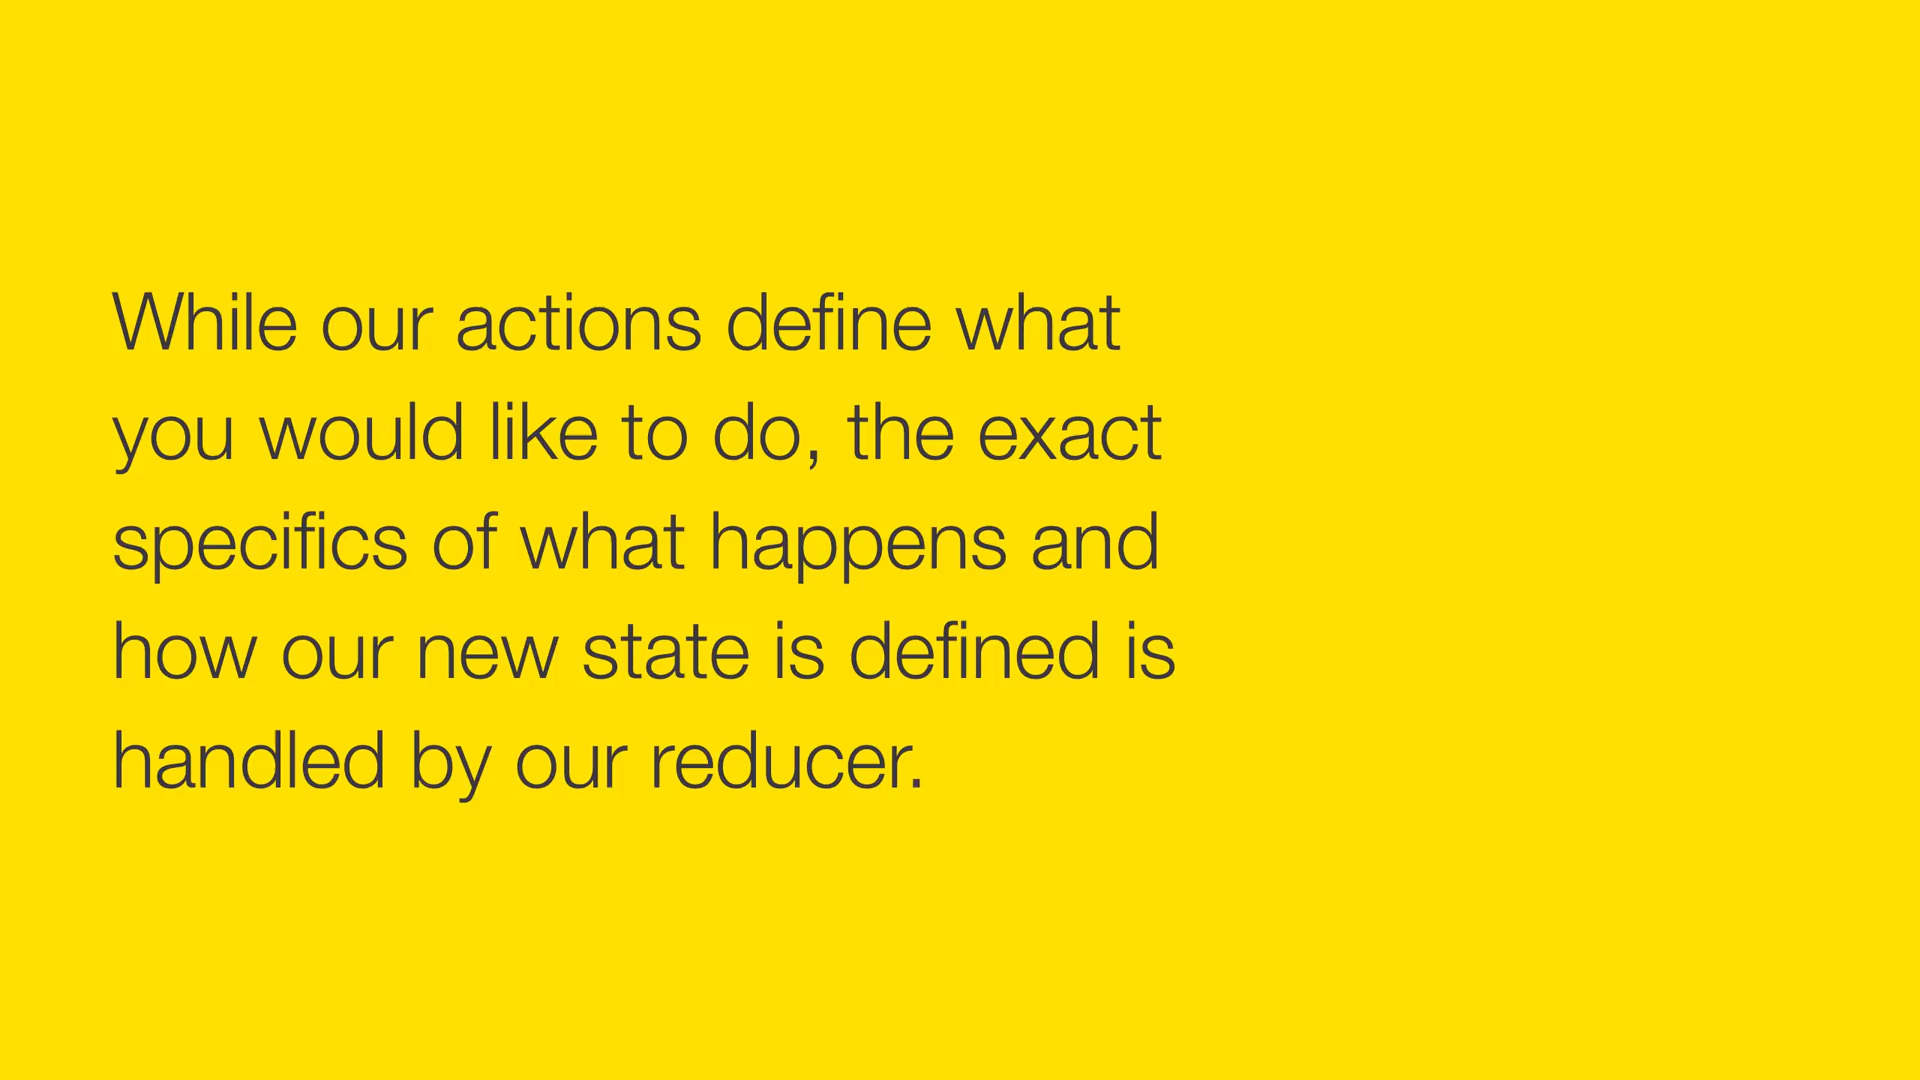 While our actions define what
you would like to do, the exact
specifics of what happens and
how our new state is defined is
handled by our reducer.